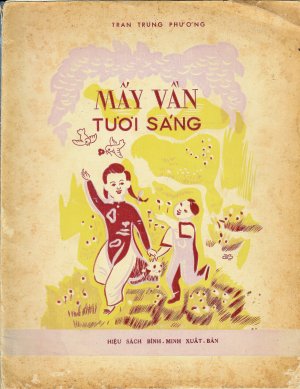 TRẦN TRUNG PHƯƠNG
MẤY VẦN
TƯƠI SÁNG
HIỆU SÁCH BÌNH-MINH XUẤT-BẢN